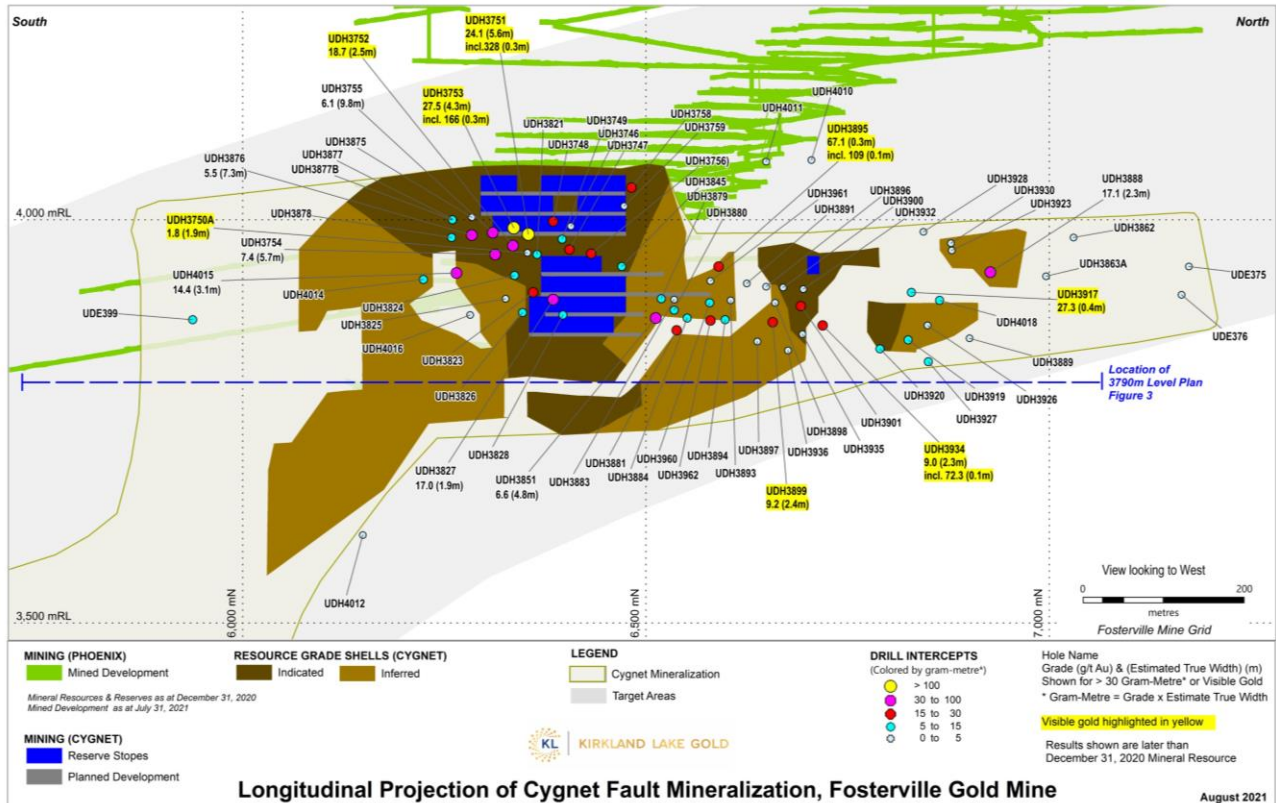 South
North
UDH3751
24.1 (5.6m)
incl.328 (0.3m)
UDH3752
18.7 (2.5m)
UDH3755
6.1 (9.8m)
UDH3753
27.5 (4.3m)
incl. 166 (0.3m)
UDH3821
UDH3749
UDH3748
UDH3746
UDH3747
UDH3758
UDH3759
UDH4011
UDH4010
UDH3895
67.1 (0.3m)
incl. 109 (0.1m)
UDH3875
UDH3877
UDH3877B
UDH3876
5.5 (7.3m)
UDH3756)
UDH3845
UDH3879
UDH3880
UDH3961
UDH3891
UDH3896
UDH3900
UDH3932
UDH3928
UDH3930
UDH3923
UDH3888
17.1 (2.3m)
4,000 mRL
UDH3750A
1.8 (1.9m)
UDH3878
UDH3754
7.4 (5.7m)
UDH3862
UDH4015
14.4 (3.1m)
UDH4014
UDH3863A
UDE375
UDH3917
27.3 (0.4m)
UDE399
UDH3824
UDH3825
UDH4016
UDH4018
UDE376
UDH3823
UDH3889
UDH3826
Location of
3790m Level Plan
Figure 3
UDH3920
UDH3919
UDH3926
UDH3927
UDH3901
UDH3898
UDH3935
UDH3897
UDH3936
UDH3934
9.0 (2.3m)
incl. 72.3 (0.1m)
UDH3827
17.0 (1.9m)
UDH3828
UDH3851
6.6 (4.8m)
UDH3883
UDH3881
UDH3884
UDH3960
UDH3962
UDH3894
UDH3893
UDH3899
9.2 (2.4m)
UDH4012
3,500 mRL
6,000 mN
6,500 mN
7,000 mN
View looking to West
0
200
metres
Fosterville Mine Grid
MINING (PHOENIX)
Mined Development
Mineral Resources & Reserves as at December 31, 2020
Mined Development as at July 31, 2021
MINING (CYGNET)
Reserve Stopes
Planned Development
RESOURCE GRADE SHELLS (CYGNET)
Indicated
Inferred
LEGEND
Cygnet Mineralization
Target Areas
KL KIRKLAND LAKE GOLD
DRILL INTERCEPTS
(Colored by gram-metre*)
> 100
30 to 100
15 to 30
5 to 15
0 to 5
Hole Name
Grade (g/t Au) & (Estimated True Width) (m)
Shown for > 30 Gram-Metre* or Visible Gold
* Gram-Metre = Grade x Estimate True Width
Visible gold highlighted in yellow
Results shown are later than
December 31, 2020 Mineral Resource
Longitudinal Projection of Cygnet Fault Mineralization, Fosterville Gold Mine
August 2021